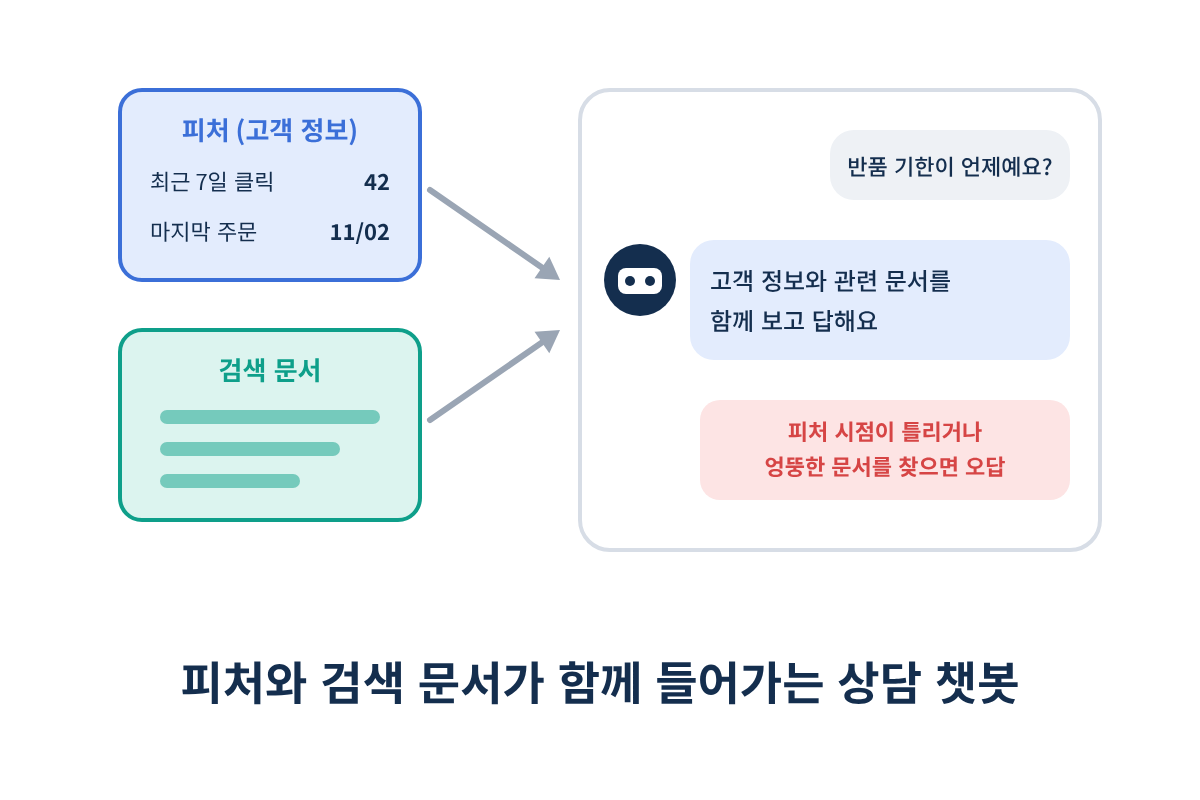 피처 (고객 정보)
최근 7일 클릭 42
마지막 주문 11/02
검색 문서
반품 기한이 언제예요?
고객 정보와 관련 문서를
함께 보고 답해요
피처 시점이 틀리거나
엉뚱한 문서를 찾으면 오답
피처와 검색 문서가 함께 들어가는 상담 챗봇